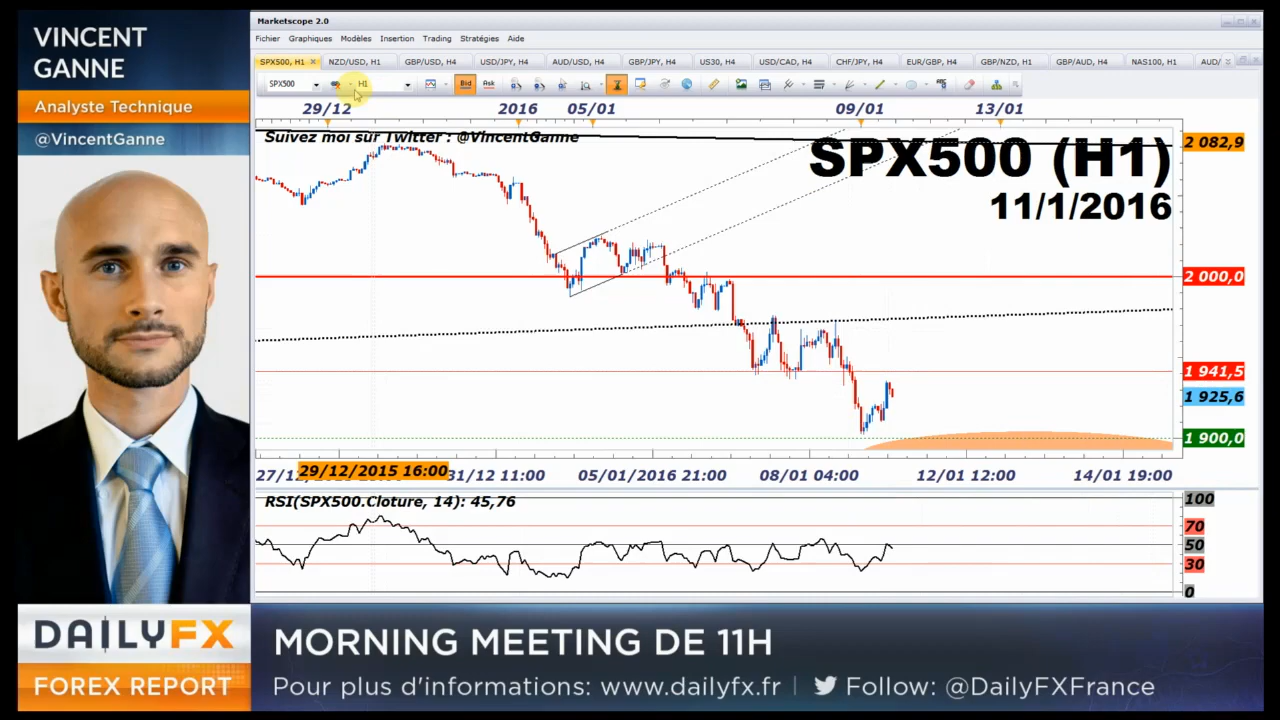 VINCENT
GANNE
Analyste Technique
@VincentGanne
Marketscope 2.0
Fichier Graphiques Modèles Insertion Trading Stratégies Aide
SPX500, H1 NZD/USD, H1 GBP/USD, H4 USD/JPY, H4 AUD/USD, H4 GBP/JPY, H4 US30, H4 USD/CAD, H4 CHF/JPY, H4 EUR/GBP, H4 GBP/NZD, H1 GBP/AUD, H4 NAS100, H1 AUD/
SPX500 H1 Bid Ask
29/12 2016 05/01 09/01 13/01
Suivez moi sur Twitter : @VincentGanne
SPX500 (H1)
11/1/2016
2 082,9
2 000,0
1 941,5
1 925,6
1 900,0
27/12 29/12/2015 16:00 31/12 11:00 05/01/2016 21:00 08/01 04:00 12/01 12:00 14/01 19:00
RSI(SPX500.Cloture, 14): 45,76
100
70
50
30
0
DAILYFX
FOREX REPORT
MORNING MEETING DE 11H
Pour plus d'informations: www.dailyfx.fr | Follow: @DailyFXFrance